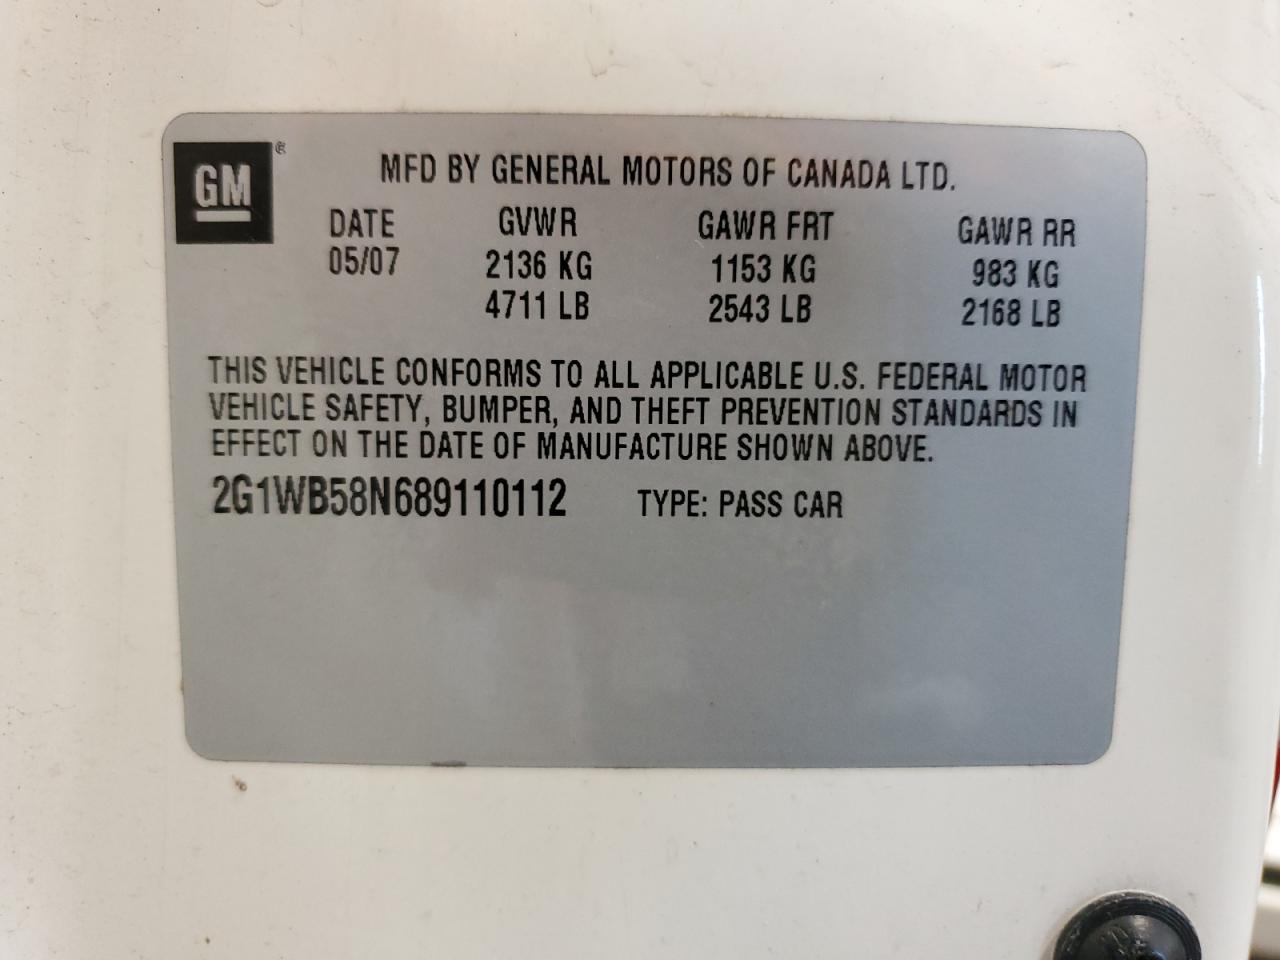 GM®
MFD BY GENERAL MOTORS OF CANADA LTD.
DATE GVWR GAWR FRT GAWR RR
05/07 2136 KG 1153 KG 983 KG
4711 LB 2543 LB 2168 LB
THIS VEHICLE CONFORMS TO ALL APPLICABLE U.S. FEDERAL MOTOR
VEHICLE SAFETY, BUMPER, AND THEFT PREVENTION STANDARDS IN
EFFECT ON THE DATE OF MANUFACTURE SHOWN ABOVE.
2G1WB58N689110112 TYPE: PASS CAR